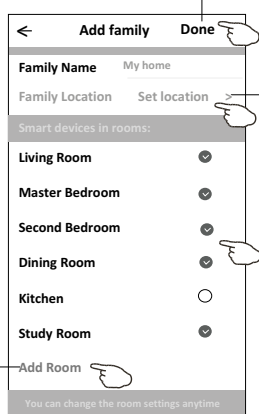 Add family Done
Family Name My home
Family Location Set location >
Smart devices in rooms:
Living Room
Master Bedroom
Second Bedroom
Dining Room
Kitchen
Study Room
Add Room
You can change the room settings anytime